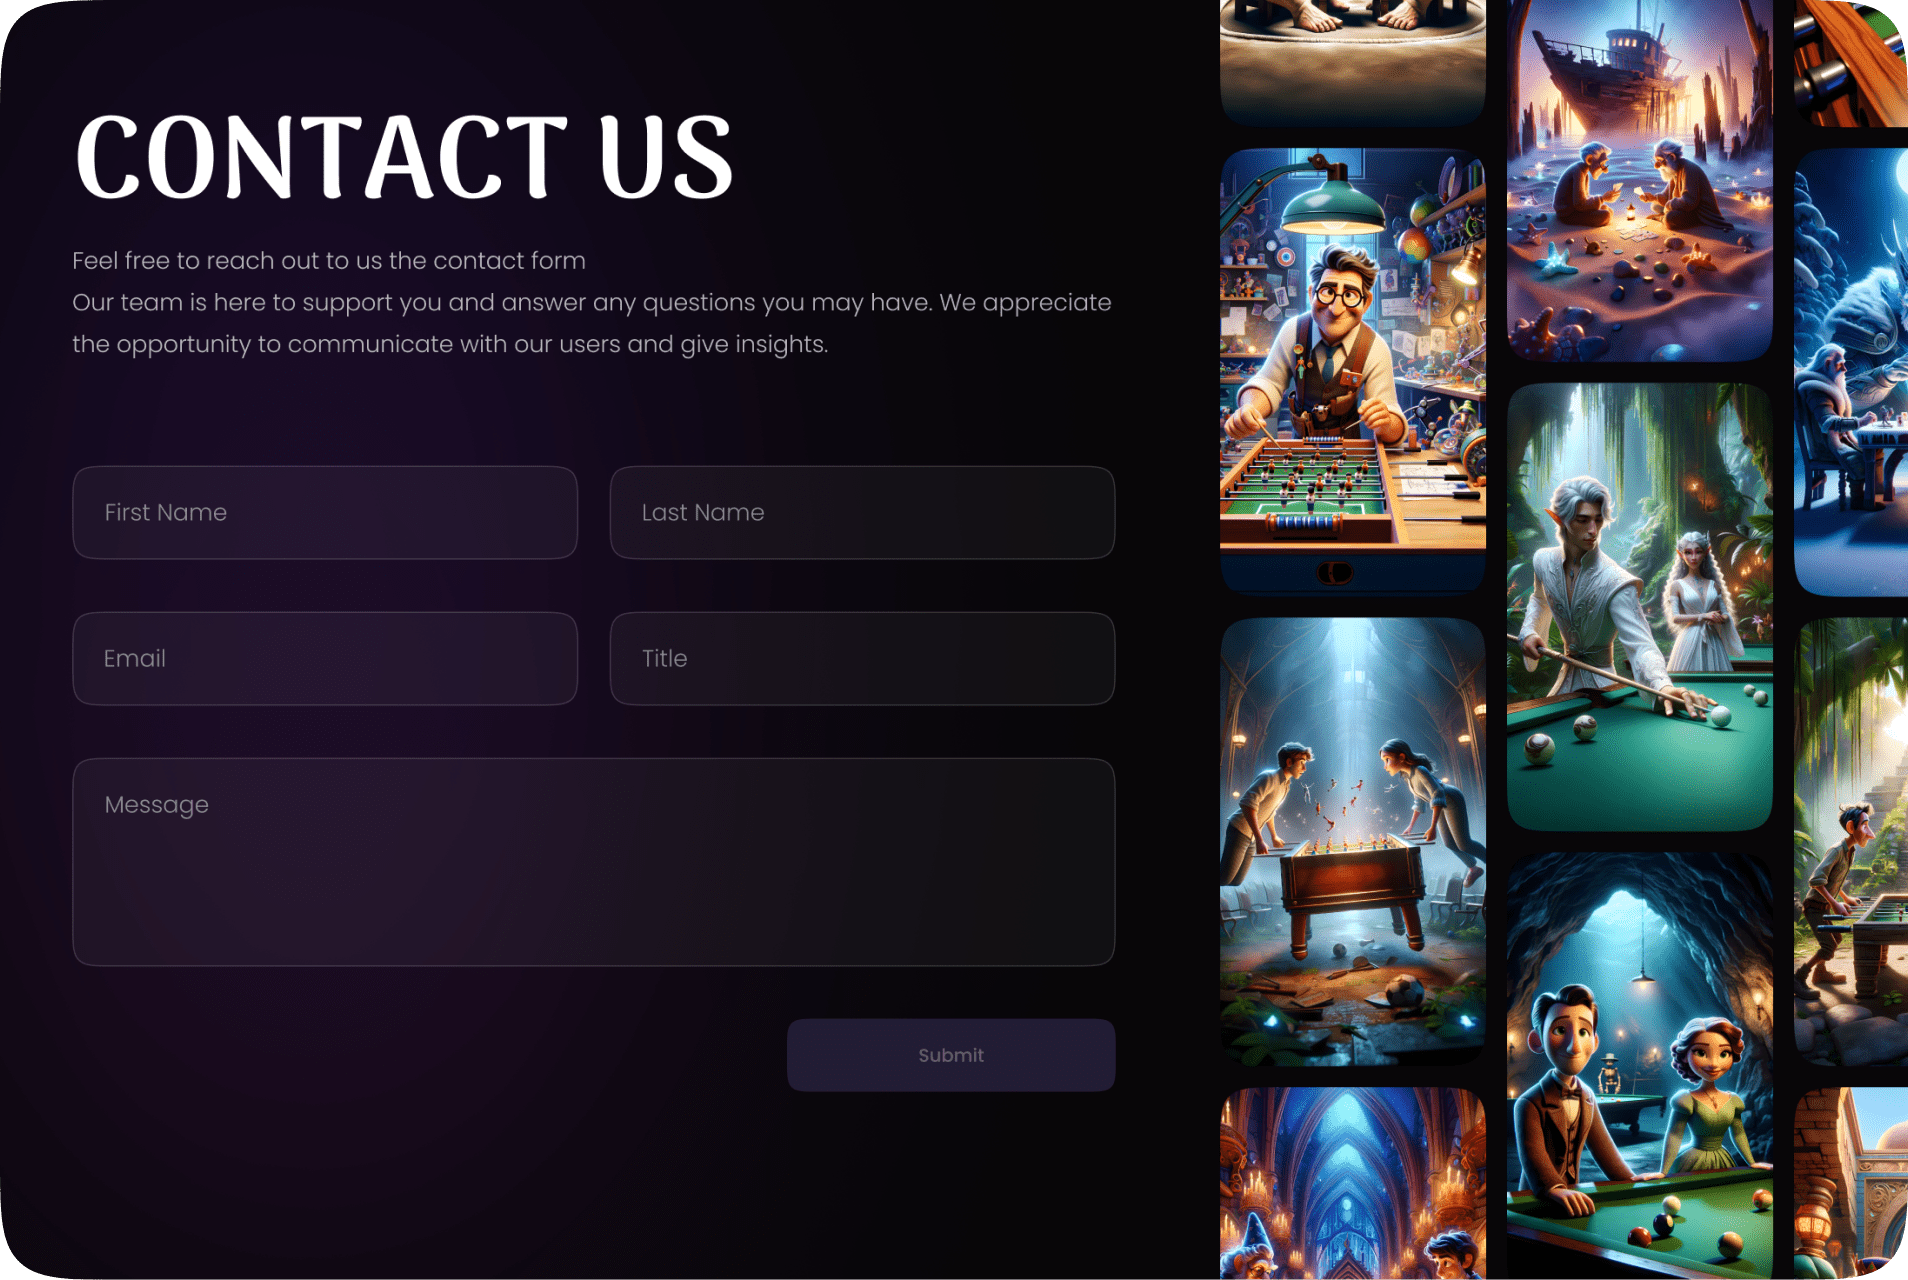 CONTACT US
Feel free to reach out to us the contact form
Our team is here to support you and answer any questions you may have. We appreciate
the opportunity to communicate with our users and give insights.
First Name
Last Name
Email
Title
Message
Submit